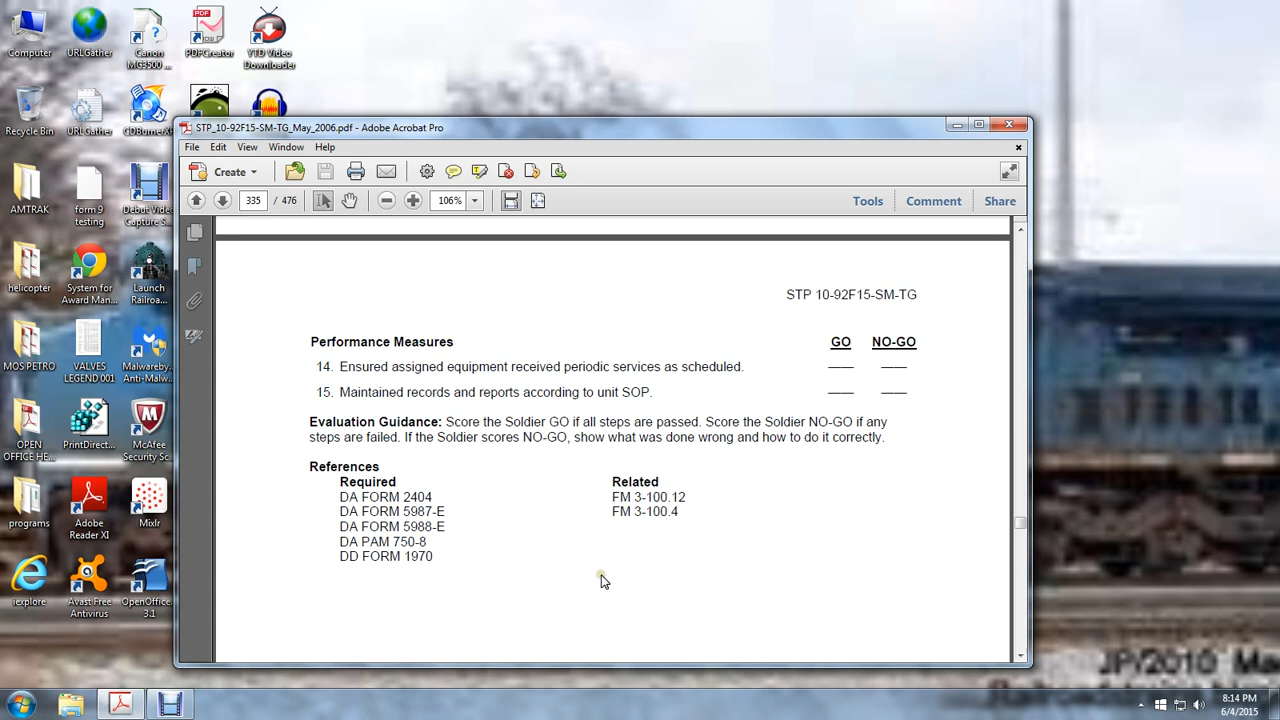 Computer
URLGather
Canon
MG3500 ...
PDFCreator
YTD Video
Downloader
Recycle Bin
URLGather
CDBurnerXP
AMTRAK
form 9
testing
Debut Video
Capture S...
helicopter
System for
Award Man...
Launch
Railroa...
MOS PETRO
VALVES
LEGEND 001
Malwareby...
Anti-Malw...
OPEN
OFFICE HE...
PrintDirect...
McAfee
Security Sc...
programs
Adobe
Reader XI
Mixlr
iexplore
Avast Free
Antivirus
OpenOffice...
3.1
STP_10-92F15-SM-TG_May_2006.pdf - Adobe Acrobat Pro
File Edit View Window Help
Create
335 / 476 106% Tools Comment Share
STP 10-92F15-SM-TG
Performance Measures GO NO-GO
14. Ensured assigned equipment received periodic services as scheduled. —— ——
15. Maintained records and reports according to unit SOP. —— ——
Evaluation Guidance: Score the Soldier GO if all steps are passed. Score the Soldier NO-GO if any
steps are failed. If the Soldier scores NO-GO, show what was done wrong and how to do it correctly.
References
Required Related
DA FORM 2404 FM 3-100.12
DA FORM 5987-E FM 3-100.4
DA FORM 5988-E
DA PAM 750-8
DD FORM 1970
JP/2010
8:14 PM
6/4/2015